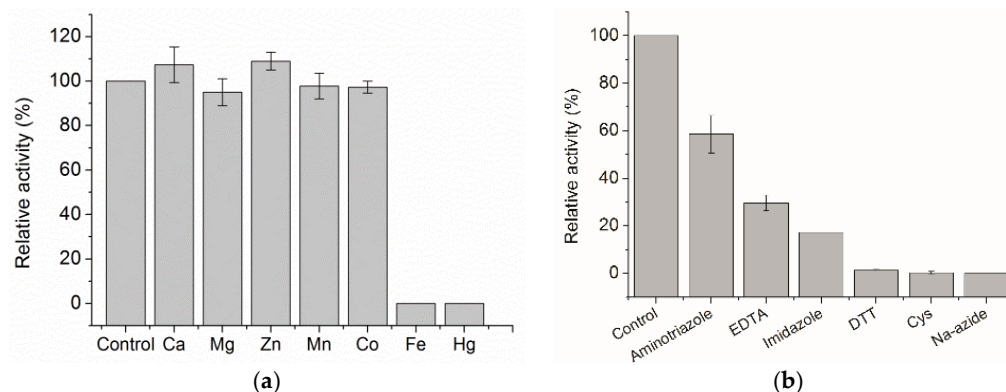 Relative activity (%)
120
100
80
60
40
20
0
Control Ca Mg Zn Mn Co Fe Hg
(a)
Relative activity (%)
100
80
60
40
20
0
Control Aminotriazole EDTA Imidazole DTT Cys Na-azide
(b)